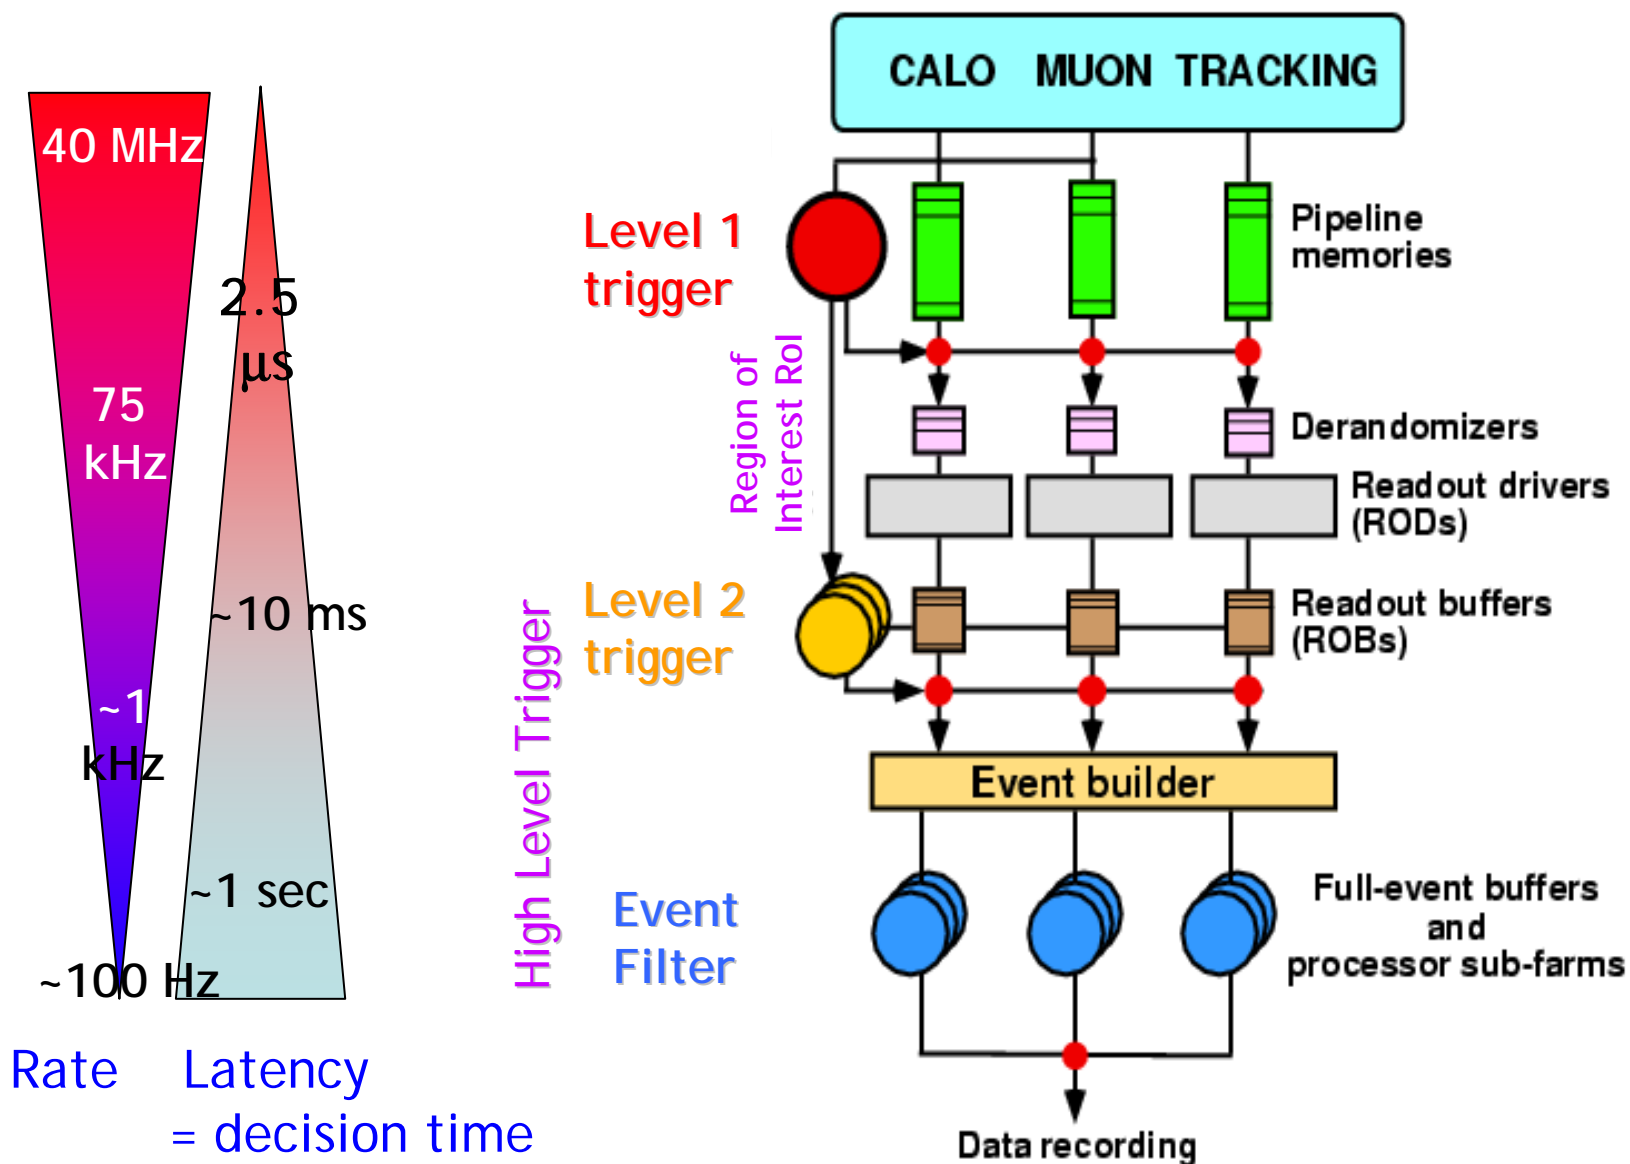 CALO MUON TRACKING
40 MHz
2.5
μs
75
kHz
~10 ms
~1
kHz
~1 sec
~100 Hz
Rate
Latency
= decision time
Level 1
trigger
Region of
Interest RoI
High Level Trigger
Level 2
trigger
Event
Filter
Pipeline
memories
Derandomizers
Readout drivers
(RODs)
Readout buffers
(ROBs)
Event builder
Full-event buffers
and
processor sub-farms
Data recording